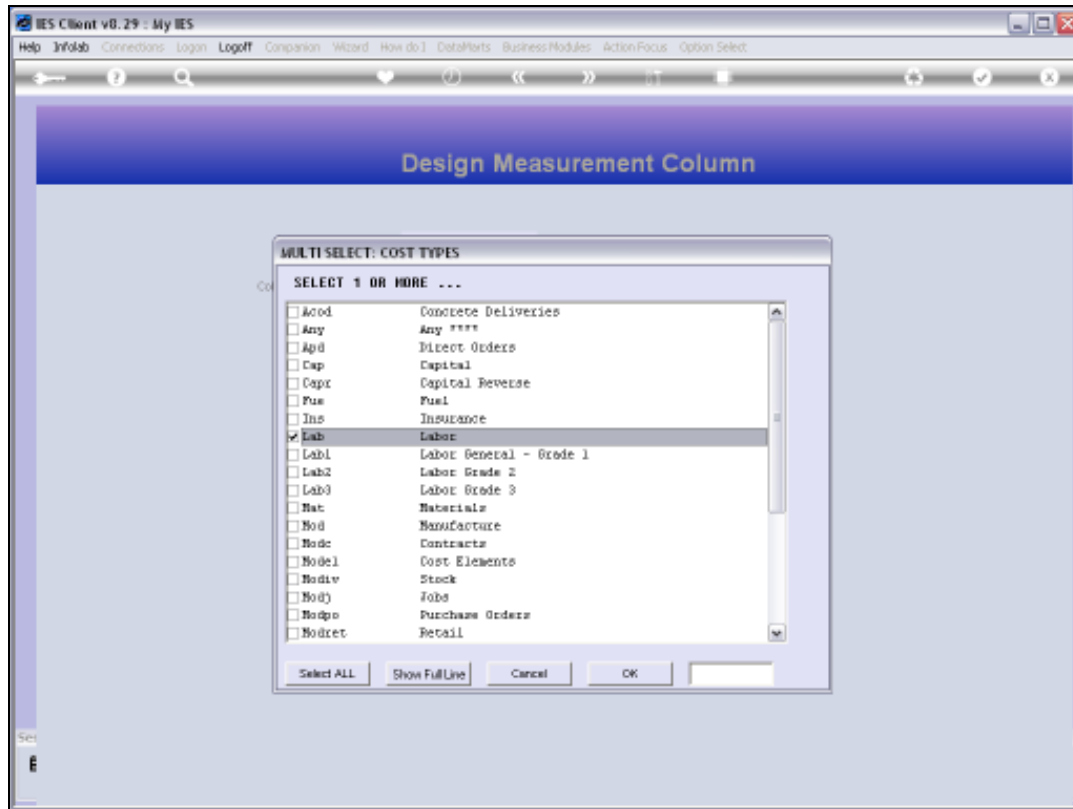 IES Client v8.29 : My IES
Help Infolab Connections Logon Logoff Companion Wizard How do I DataMarts Business Modules Action Focus Option Select
Design Measurement Column
MULTI SELECT: COST TYPES
SELECT 1 OR MORE ...
Acod Concrete Deliveries
Any Any ****
Apd Direct Orders
Cap Capital
Capr Capital Reverse
Fue Fuel
Ins Insurance
Lab Labor
Lab1 Labor General - Grade 1
Lab2 Labor Grade 2
Lab3 Labor Grade 3
Mat Materials
Mod Manufacture
Modc Contracts
Model Cost Elements
Modiv Stock
Modj Jobs
Modpo Purchase Orders
Modret Retail
Select ALL Show Full Line Cancel OK